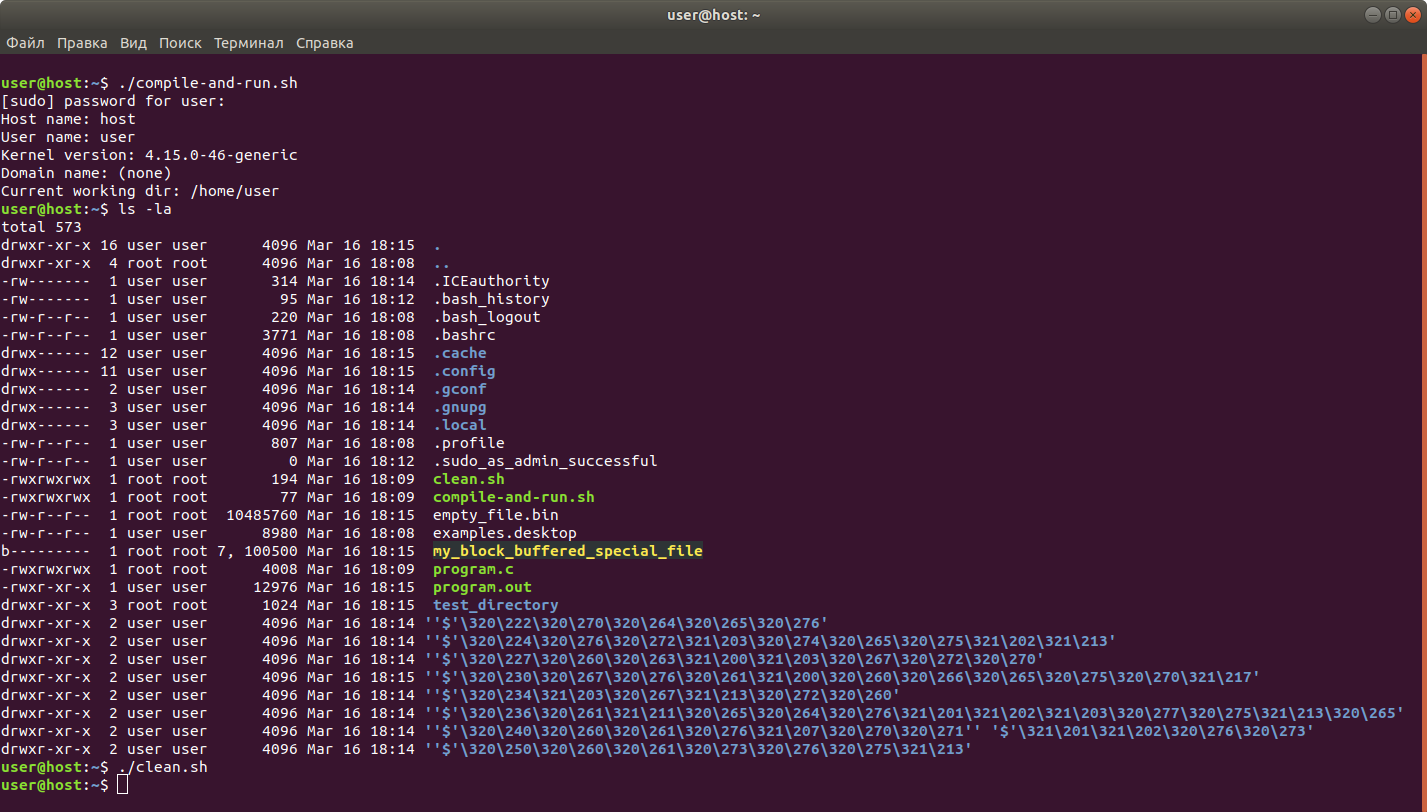 user@host: ~
Файл Правка Вид Поиск Терминал Справка
user@host:~$ ./compile-and-run.sh
[sudo] password for user:
Host name: host
User name: user
Kernel version: 4.15.0-46-generic
Domain name: (none)
Current working dir: /home/user
user@host:~$ ls -la
total 573
drwxr-xr-x 16 user user 4096 Mar 16 18:15 .
drwxr-xr-x 4 root root 4096 Mar 16 18:08 ..
-rw------- 1 user user 314 Mar 16 18:14 .ICEauthority
-rw------- 1 user user 95 Mar 16 18:12 .bash_history
-rw-r--r-- 1 user user 220 Mar 16 18:08 .bash_logout
-rw-r--r-- 1 user user 3771 Mar 16 18:08 .bashrc
drwx------ 12 user user 4096 Mar 16 18:15 .cache
drwx------ 11 user user 4096 Mar 16 18:15 .config
drwx------ 2 user user 4096 Mar 16 18:14 .gconf
drwx------ 3 user user 4096 Mar 16 18:14 .gnupg
drwx------ 3 user user 4096 Mar 16 18:14 .local
-rw-r--r-- 1 user user 807 Mar 16 18:08 .profile
-rw-r--r-- 1 user user 0 Mar 16 18:12 .sudo_as_admin_successful
-rwxrwxrwx 1 root root 194 Mar 16 18:09 clean.sh
-rwxrwxrwx 1 root root 77 Mar 16 18:09 compile-and-run.sh
-rw-r--r-- 1 root root 10485760 Mar 16 18:15 empty_file.bin
-rw-r--r-- 1 user user 8980 Mar 16 18:08 examples.desktop
b--------- 1 root root 7, 100500 Mar 16 18:15 my_block_buffered_special_file
-rwxrwxrwx 1 root root 4008 Mar 16 18:09 program.c
-rwxr-xr-x 1 user user 12976 Mar 16 18:15 program.out
drwxr-xr-x 3 root root 1024 Mar 16 18:15 test_directory
drwxr-xr-x 2 user user 4096 Mar 16 18:14 ''$'\320\222\320\270\320\264\320\265\320\276'
drwxr-xr-x 2 user user 4096 Mar 16 18:14 ''$'\320\224\320\276\320\272\321\203\320\274\320\265\320\275\321\202\321\213'
drwxr-xr-x 2 user user 4096 Mar 16 18:14 ''$'\320\227\320\260\320\263\321\200\321\203\320\267\320\272\320\270'
drwxr-xr-x 2 user user 4096 Mar 16 18:15 ''$'\320\230\320\267\320\276\320\261\321\200\320\260\320\266\320\265\320\275\320\270\321\217'
drwxr-xr-x 2 user user 4096 Mar 16 18:14 ''$'\320\234\321\203\320\267\321\213\320\272\320\260'
drwxr-xr-x 2 user user 4096 Mar 16 18:14 ''$'\320\236\320\261\321\211\320\265\320\264\320\276\321\201\321\202\321\203\320\277\320\275\321\213\320\265'
drwxr-xr-x 2 user user 4096 Mar 16 18:14 ''$'\320\240\320\260\320\261\320\276\321\207\320\270\320\271'' '$'\321\201\321\202\320\276\320\273'
drwxr-xr-x 2 user user 4096 Mar 16 18:14 ''$'\320\250\320\260\320\261\320\273\320\276\320\275\321\213'
user@host:~$ ./clean.sh
user@host:~$